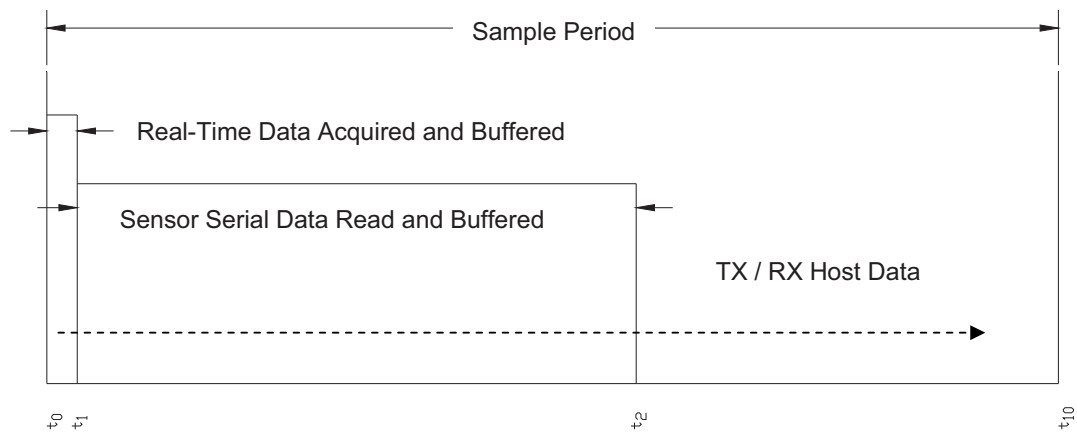 Sample Period
Real-Time Data Acquired and Buffered
Sensor Serial Data Read and Buffered
TX / RX Host Data
t0 t1 t2 t10